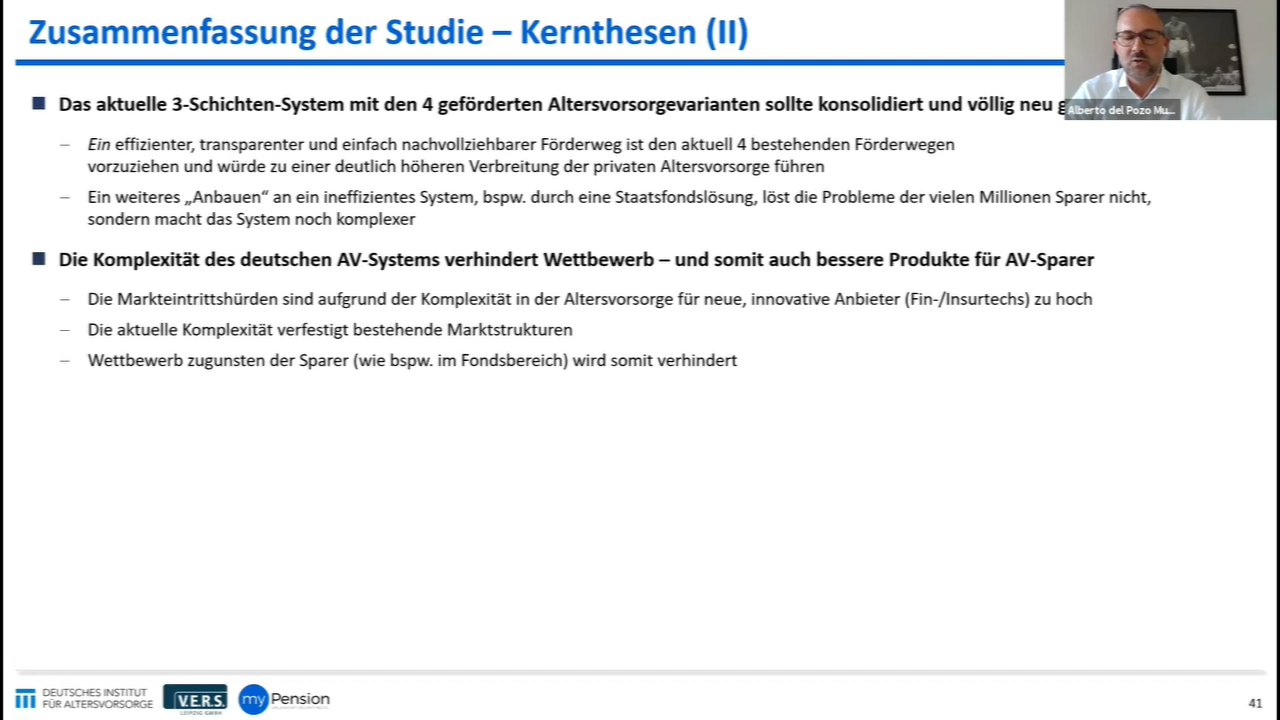 Zusammenfassung der Studie – Kernthesen (II)
Das aktuelle 3-Schichten-System mit den 4 geförderten Altersvorsorgevarianten sollte konsolidiert und völlig neu
Alberto del Pozo Mu...
– Ein effizienter, transparenter und einfach nachvollziehbarer Förderweg ist den aktuell 4 bestehenden Förderwegen
vorzuziehen und würde zu einer deutlich höheren Verbreitung der privaten Altersvorsorge führen
– Ein weiteres „Anbauen“ an ein ineffizientes System, bspw. durch eine Staatsfondslösung, löst die Probleme der vielen Millionen Sparer nicht,
sondern macht das System noch komplexer
Die Komplexität des deutschen AV-Systems verhindert Wettbewerb – und somit auch bessere Produkte für AV-Sparer
– Die Markteintrittshürden sind aufgrund der Komplexität in der Altersvorsorge für neue, innovative Anbieter (Fin-/Insurtechs) zu hoch
– Die aktuelle Komplexität verfestigt bestehende Marktstrukturen
– Wettbewerb zugunsten der Sparer (wie bspw. im Fondsbereich) wird somit verhindert
DEUTSCHES INSTITUT
FÜR ALTERSVORSORGE
V.E.R.S.
LEIPZIG GMBH
myPension
41